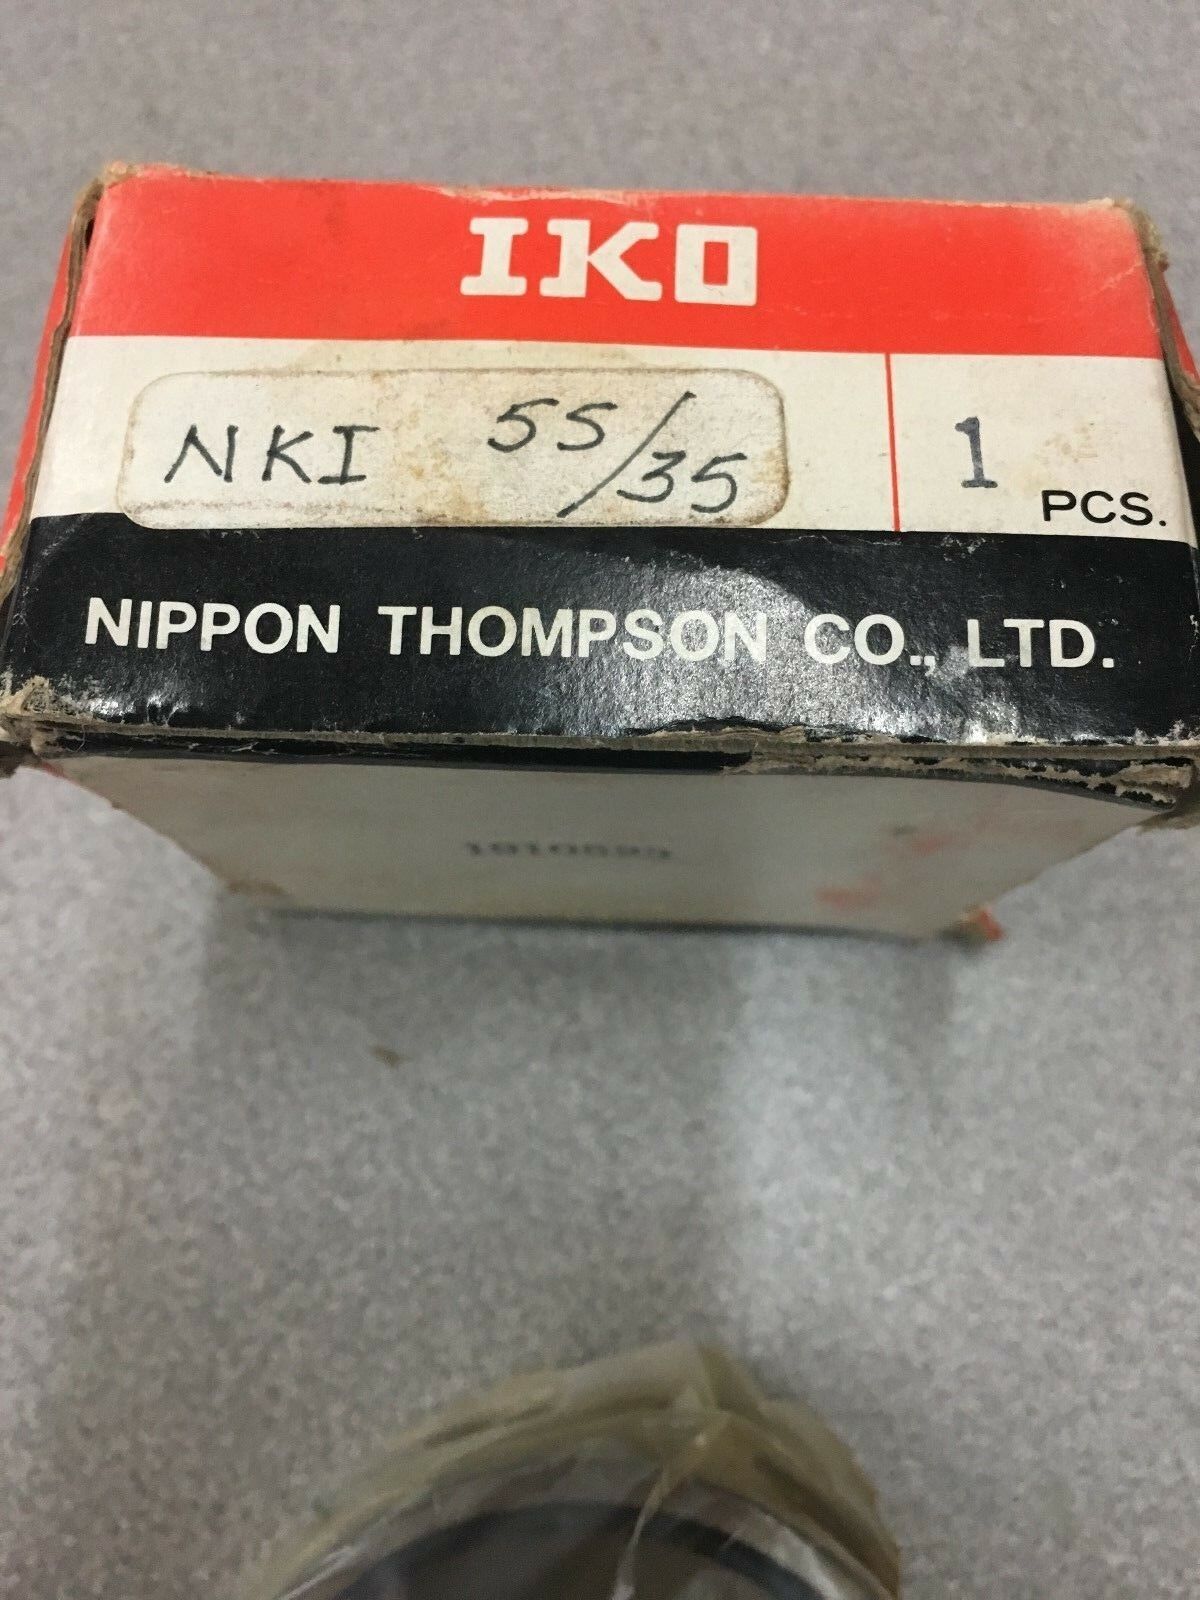 IKO
NKI 55/35
1 PCS.
NIPPON THOMPSON CO., LTD.